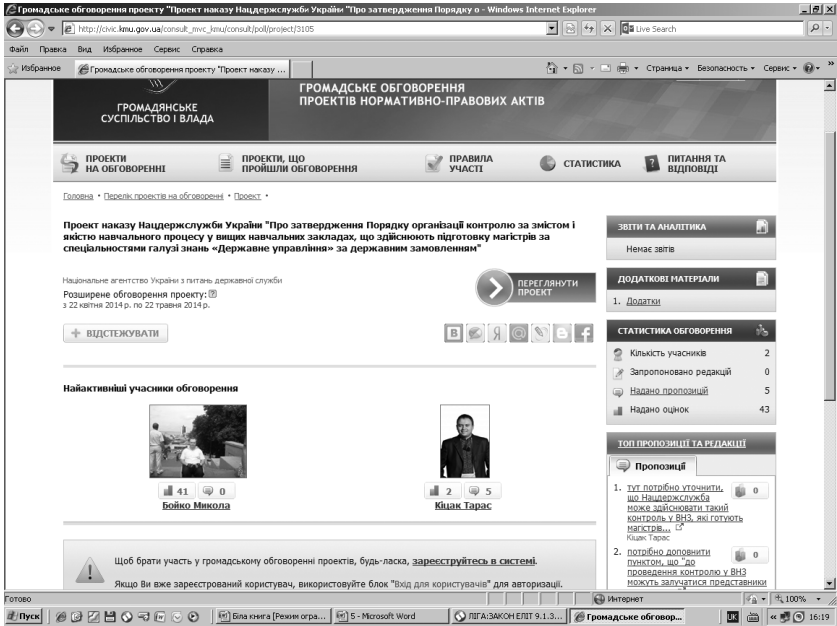 Громадське обговорення проекту "Проект наказу Нацдержслужби України "Про затвердження Порядку о - Windows Internet Explorer
http://civic.kmu.gov.ua/consult_mvc_kmu/consult/poll/project/3105
Live Search
Файл Правка Вид Избранное Сервис Справка
Избранное
Громадське обговорення проекту "Проект наказу ...
Страница Безопасность Сервис
ГРОМАДЯНСЬКЕ
СУСПІЛЬСТВО І ВЛАДА
ГРОМАДСЬКЕ ОБГОВОРЕННЯ
ПРОЕКТІВ НОРМАТИВНО-ПРАВОВИХ АКТІВ
ПРОЕКТИ
НА ОБГОВОРЕННІ
ПРОЕКТИ, ЩО
ПРОЙШЛИ ОБГОВОРЕННЯ
ПРАВИЛА
УЧАСТІ
СТАТИСТИКА
ПИТАННЯ ТА
ВІДПОВІДІ
Головна • Перелік проектів на обговоренні • Проект •
Проект наказу Нацдержслужби України "Про затвердження Порядку організації контролю за змістом і
якістю навчального процесу у вищих навчальних закладах, що здійснюють підготовку магістрів за
спеціальностями галузі знань «Державне управління» за державним замовленням"
Національне агентство України з питань державної служби
Розширене обговорення проекту: ?
з 22 квітня 2014 р. по 22 травня 2014 р.
ПЕРЕГЛЯНУТИ
ПРОЕКТ
+ ВІДСТЕЖУВАТИ
Найактивніші учасники обговорення
41 0
Бойко Микола
2 5
Кіцак Тарас
Щоб брати участь у громадському обговоренні проектів, будь-ласка, зареєструйтесь в системі.
Якщо Ви вже зареєстрований користувач, використовуйте блок "Вхід для користувачів" для авторизації.
ЗВІТИ ТА АНАЛІТИКА
Немає звітів
ДОДАТКОВІ МАТЕРІАЛИ
1. Додатки
СТАТИСТИКА ОБГОВОРЕННЯ
Кількість учасників 2
Запропоновано редакцій 0
Надано пропозицій 5
Надано оцінок 43
ТОП ПРОПОЗИЦІЇ ТА РЕДАКЦІЇ
Пропозиції
1. тут потрібно уточнити,
що Нацдержслужба
може здійснювати такий
контроль у ВНЗ, які готують
магістрів...
0
Кіцак Тарас
2. потрібно доповнити
пунктом, що "до
проведення контролю у ВНЗ
можуть залучатися представники
0
Готово
Интернет
100%
Пуск
Біла книга [Режим огра...
5 - Microsoft Word
ЛІГА:ЗАКОН ЕЛІТ 9.1.3...
Громадське обговор...
UK
16:19